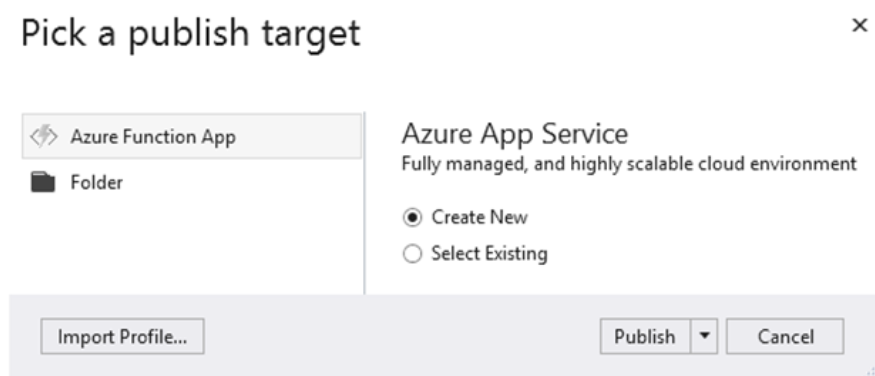 Pick a publish target
Azure Function App
Folder
Azure App Service
Fully managed, and highly scalable cloud environment
Create New
Select Existing
Import Profile...
Publish
Cancel